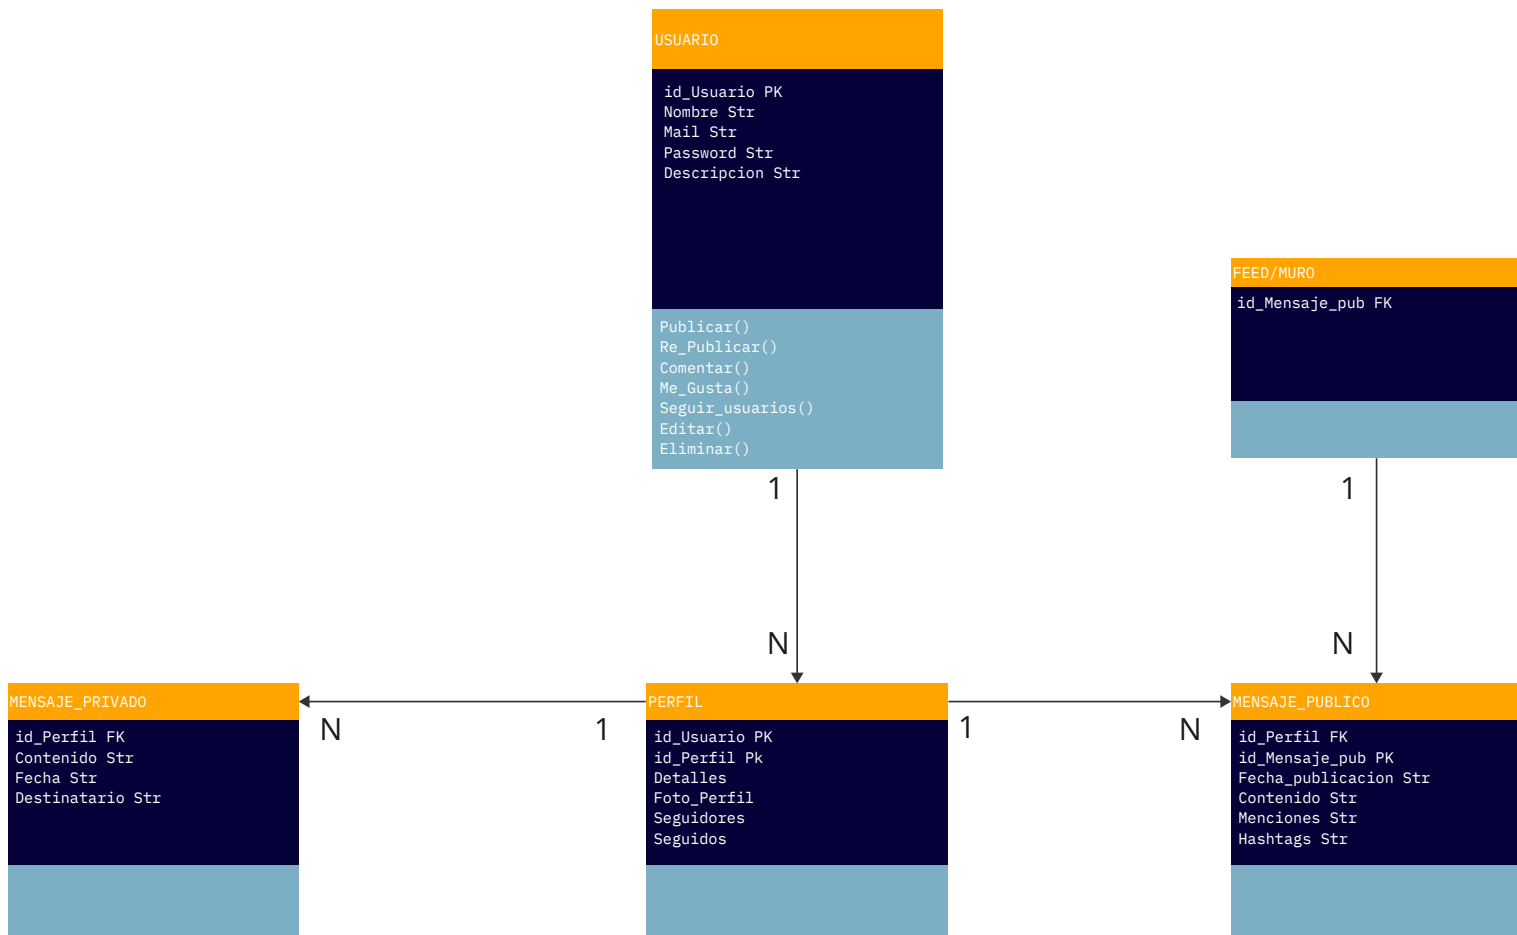 USUARIO
id_Usuario PK
Nombre Str
Mail Str
Password Str
Descripcion Str
Publicar()
Re_Publicar()
Comentar()
Me_Gusta()
Seguir_usuarios()
Editar()
Eliminar()
FEED/MURO
id_Mensaje_pub FK
1
1
N
N
MENSAJE_PRIVADO
id_Perfil FK
Contenido Str
Fecha Str
Destinatario Str
N
1
PERFIL
id_Usuario PK
id_Perfil Pk
Detalles
Foto_Perfil
Seguidores
Seguidos
1
N
MENSAJE_PUBLICO
id_Perfil FK
id_Mensaje_pub PK
Fecha_publicacion Str
Contenido Str
Menciones Str
Hashtags Str